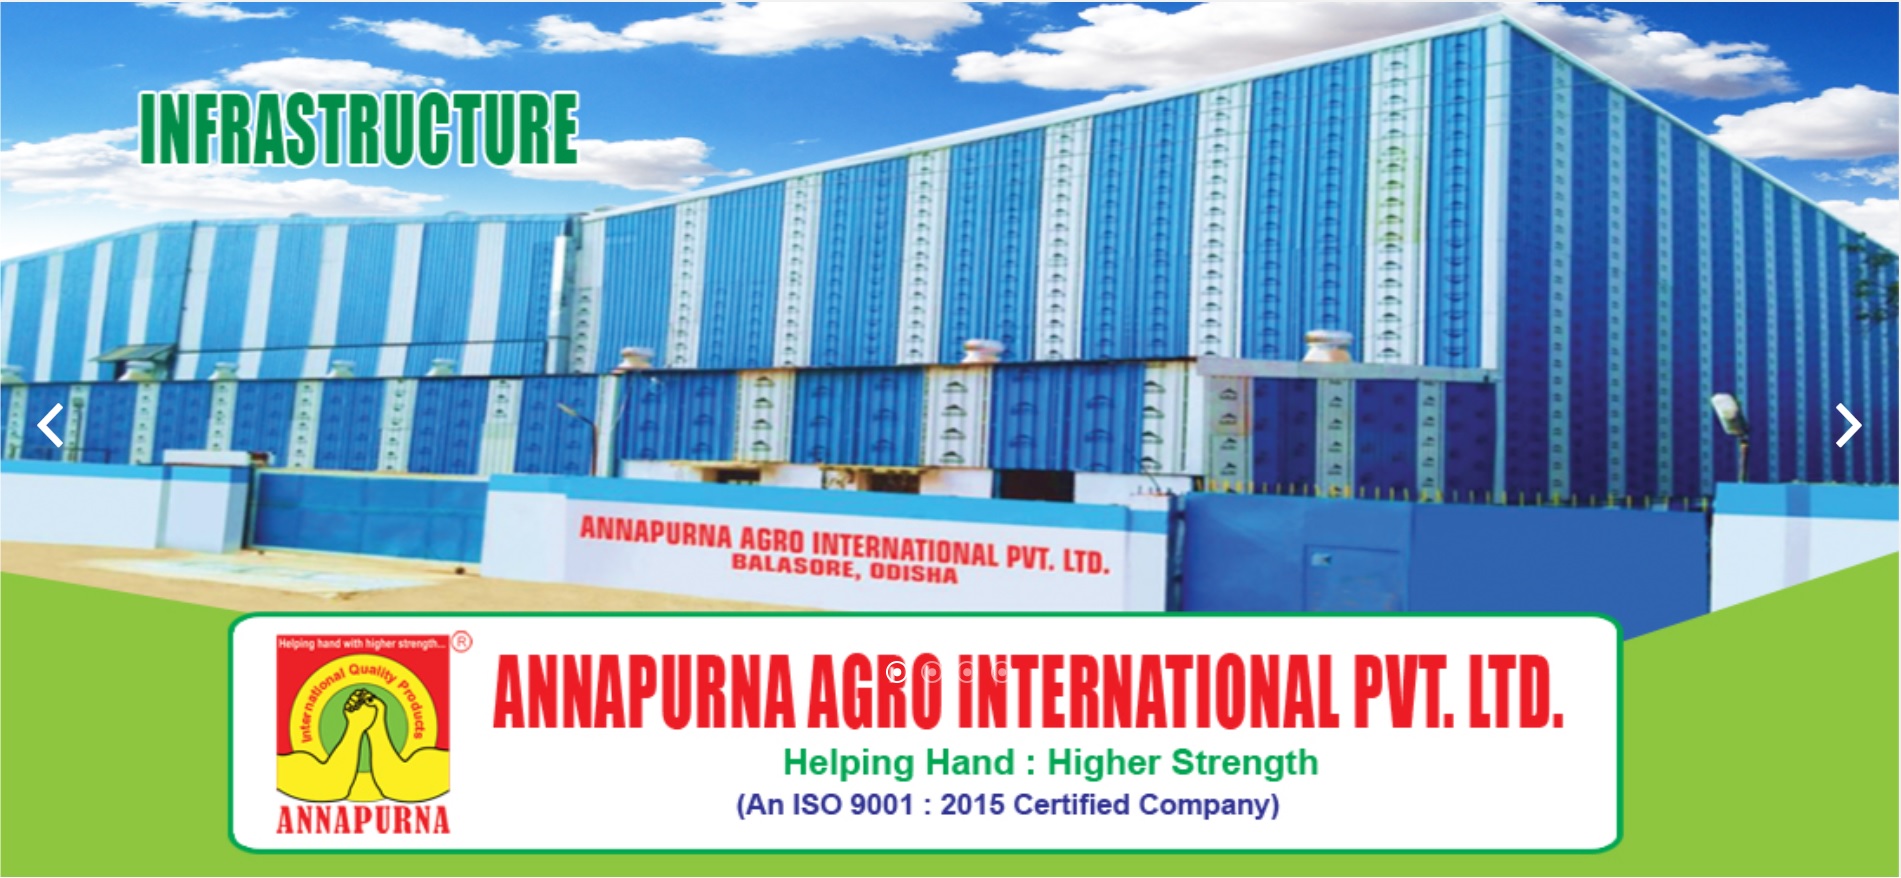 INFRASTRUCTURE
ANNAPURNA AGRO INTERNATIONAL PVT. LTD.
BALASORE, ODISHA
Helping hand with higher strength... ®
International Quality Products
ANNAPURNA
ANNAPURNA AGRO INTERNATIONAL PVT. LTD.
Helping Hand : Higher Strength
(An ISO 9001 : 2015 Certified Company)